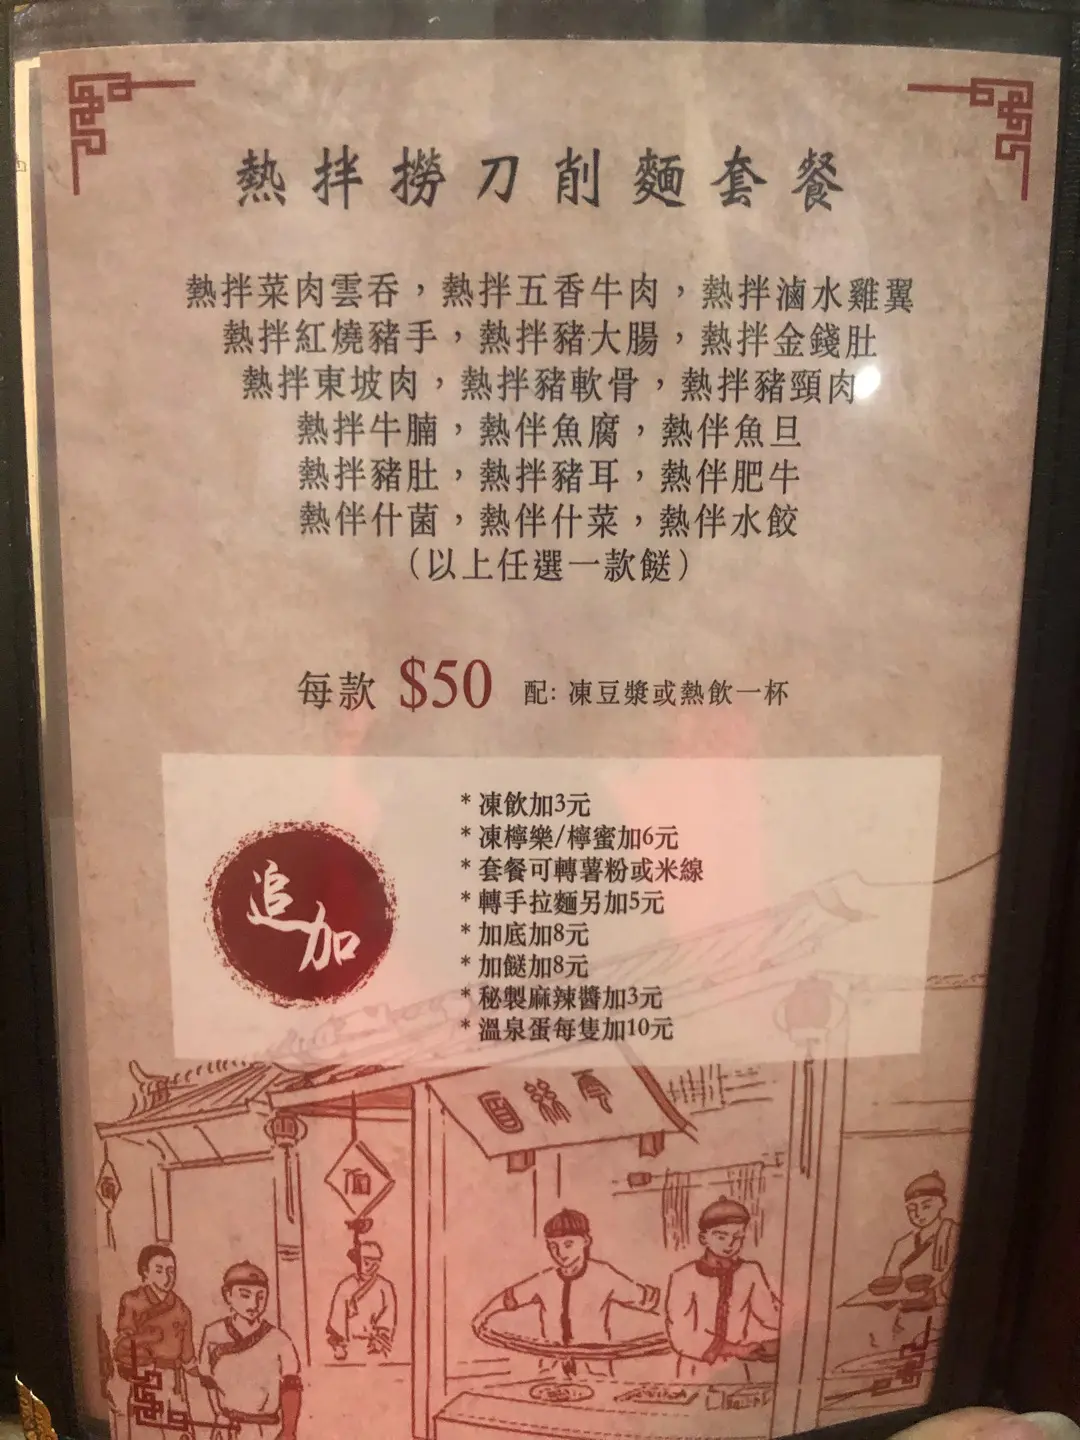 熱拌撈刀削麵套餐
熱拌菜肉雲吞，熱拌五香牛肉，熱拌滷水雞翼
熱拌紅燒豬手，熱拌豬大腸，熱拌金錢肚
熱拌東坡肉，熱拌豬軟骨，熱拌豬頸肉
熱拌牛腩，熱伴魚腐，熱伴魚旦
熱拌豬肚，熱拌豬耳，熱伴肥牛
熱伴什菌，熱伴什菜，熱伴水餃
（以上任選一款餸）
每款 $50 配: 凍豆漿或熱飲一杯
追加
* 凍飲加3元
* 凍檸樂/檸蜜加6元
* 套餐可轉薯粉或米線
* 轉手拉麵另加5元
* 加底加8元
* 加餸加8元
* 秘製麻辣醬加3元
* 溫泉蛋每隻加10元
面